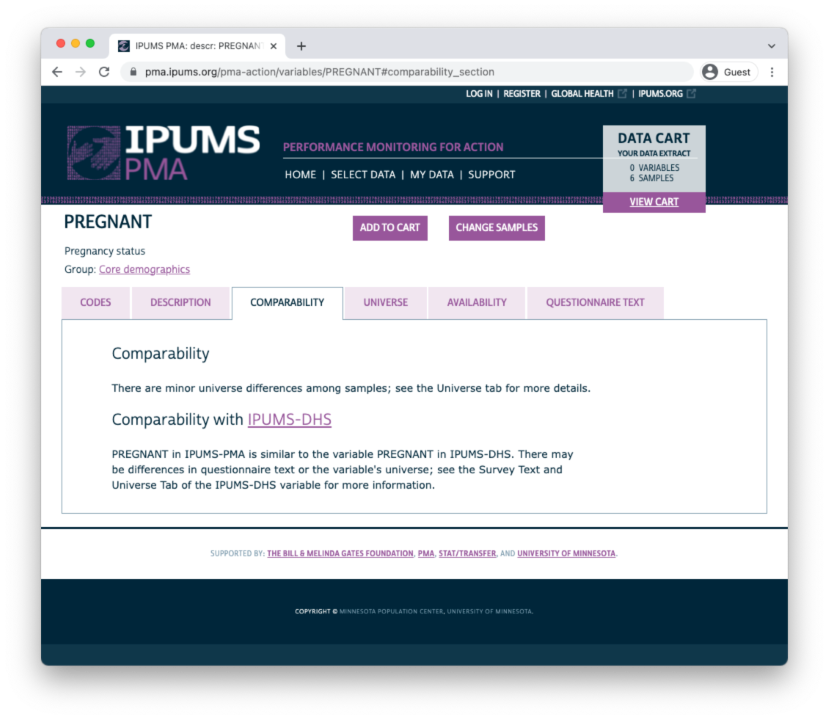 IPUMS PMA: descr: PREGNAN
pma.ipums.org/pma-action/variables/PREGNANT#comparability_section
Guest
LOG IN | REGISTER | GLOBAL HEALTH | IPUMS.ORG
IPUMS
PMA
PERFORMANCE MONITORING FOR ACTION
HOME | SELECT DATA | MY DATA | SUPPORT
DATA CART
YOUR DATA EXTRACT
0 VARIABLES
6 SAMPLES
VIEW CART
PREGNANT
ADD TO CART
CHANGE SAMPLES
Pregnancy status
Group: Core demographics
CODES DESCRIPTION COMPARABILITY UNIVERSE AVAILABILITY QUESTIONNAIRE TEXT
Comparability
There are minor universe differences among samples; see the Universe tab for more details.
Comparability with IPUMS-DHS
PREGNANT in IPUMS-PMA is similar to the variable PREGNANT in IPUMS-DHS. There may
be differences in questionnaire text or the variable's universe; see the Survey Text and
Universe Tab of the IPUMS-DHS variable for more information.
SUPPORTED BY: THE BILL & MELINDA GATES FOUNDATION, PMA, STAT/TRANSFER, AND UNIVERSITY OF MINNESOTA.
COPYRIGHT © MINNESOTA POPULATION CENTER, UNIVERSITY OF MINNESOTA.